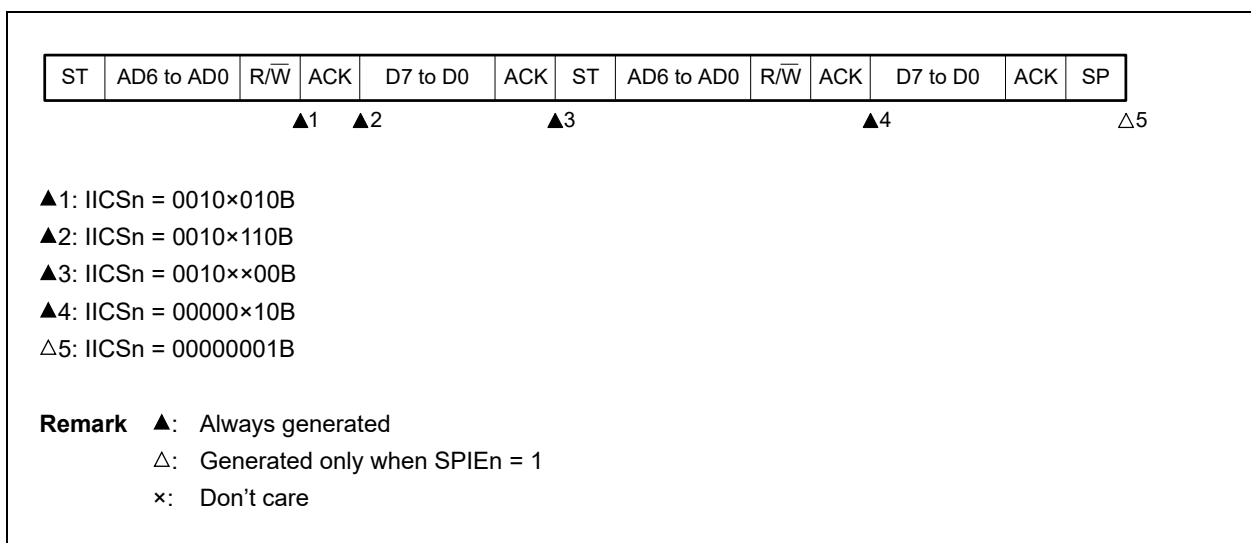 ST AD6 to AD0 R/W̅ ACK D7 to D0 ACK ST AD6 to AD0 R/W̅ ACK D7 to D0 ACK SP
▲1 ▲2 ▲3 ▲4 △5
▲1: IICSn = 0010×010B
▲2: IICSn = 0010×110B
▲3: IICSn = 0010××00B
▲4: IICSn = 00000×10B
△5: IICSn = 00000001B
Remark ▲: Always generated
△: Generated only when SPIEn = 1
×: Don’t care